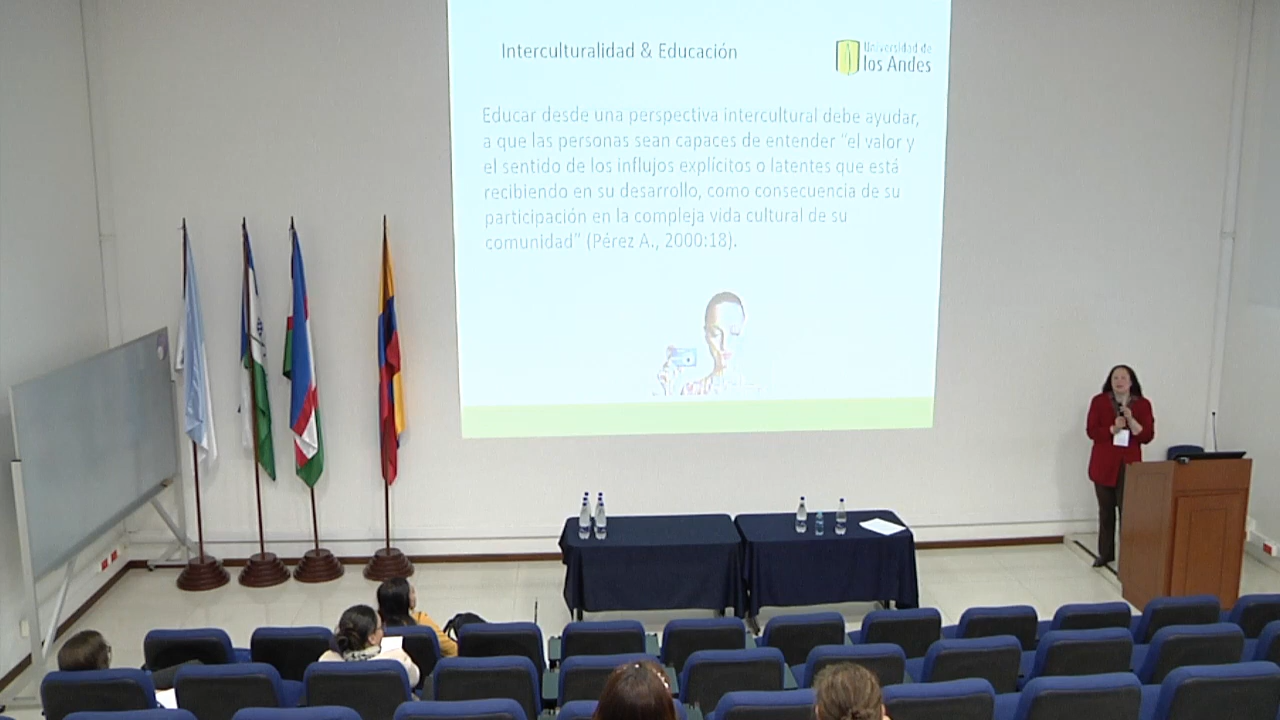 Interculturalidad & Educación
Universidad de
los Andes
Educar desde una perspectiva intercultural debe ayudar,
a que las personas sean capaces de entender "el valor y
el sentido de los influjos explícitos o latentes que está
recibiendo en su desarrollo, como consecuencia de su
participación en la compleja vida cultural de su
comunidad" (Pérez A., 2000:18).